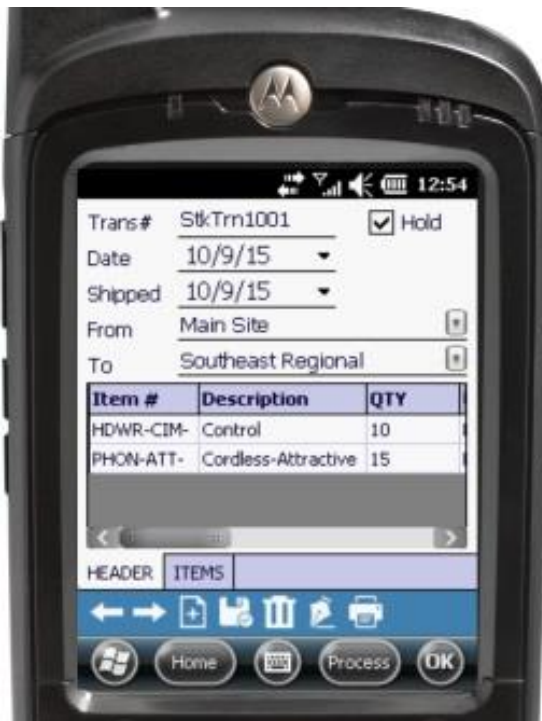 12:54
Trans# StkTrn1001 Hold
Date 10/9/15
Shipped 10/9/15
From Main Site
To Southeast Regional
Item # Description QTY
HDWR-CIM- Control 10
PHON-ATT- Cordless-Attractive 15
HEADER ITEMS
Home Process OK